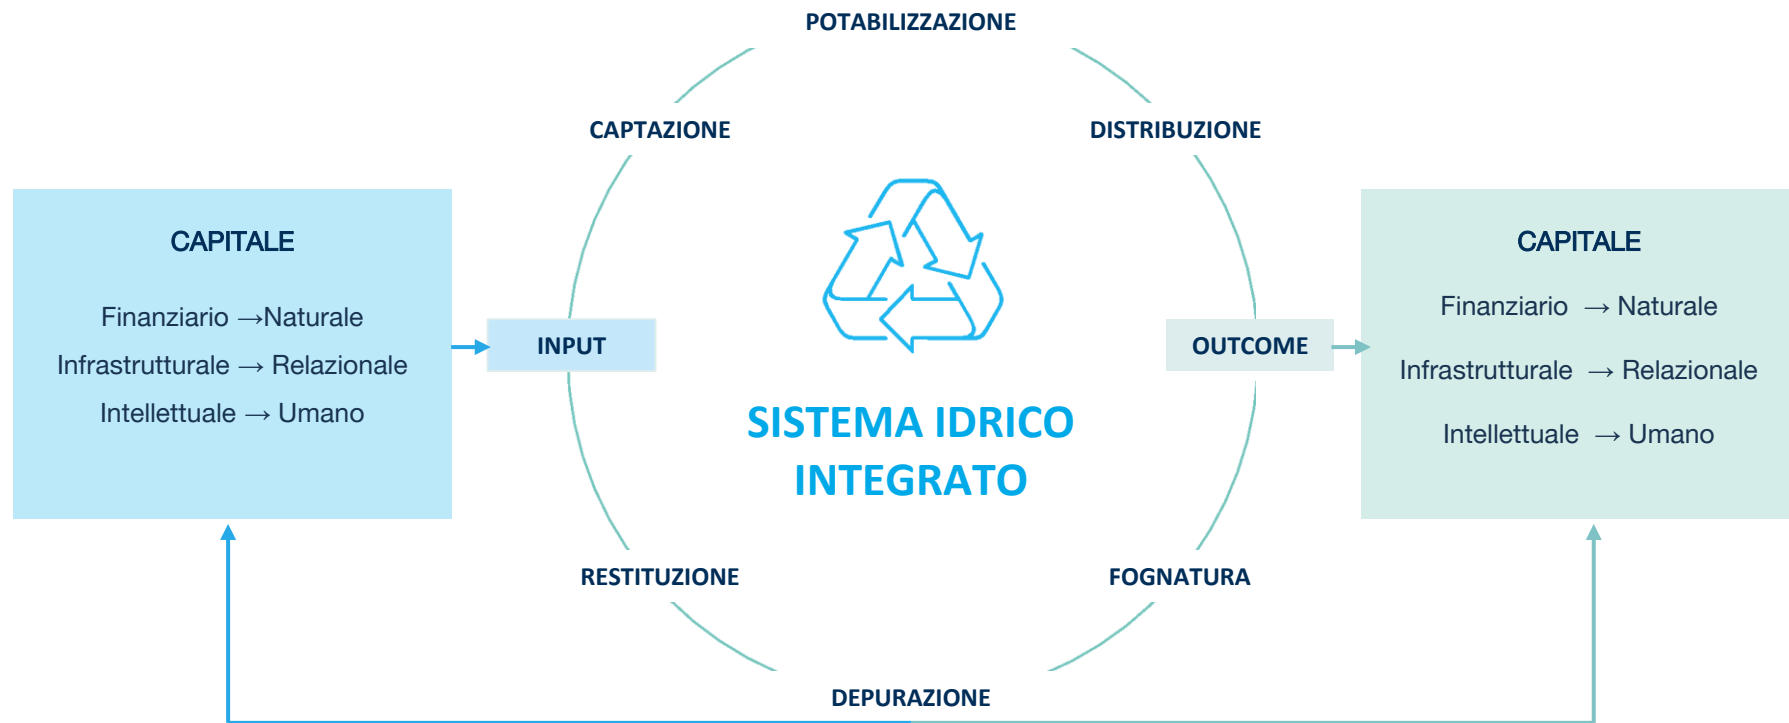 POTABILIZZAZIONE
CAPTAZIONE
DISTRIBUZIONE
CAPITALE
Finanziario →Naturale
Infrastrutturale → Relazionale
Intellettuale → Umano
INPUT
SISTEMA IDRICO
INTEGRATO
OUTCOME
CAPITALE
Finanziario → Naturale
Infrastrutturale → Relazionale
Intellettuale → Umano
RESTITUZIONE
FOGNATURA
DEPURAZIONE